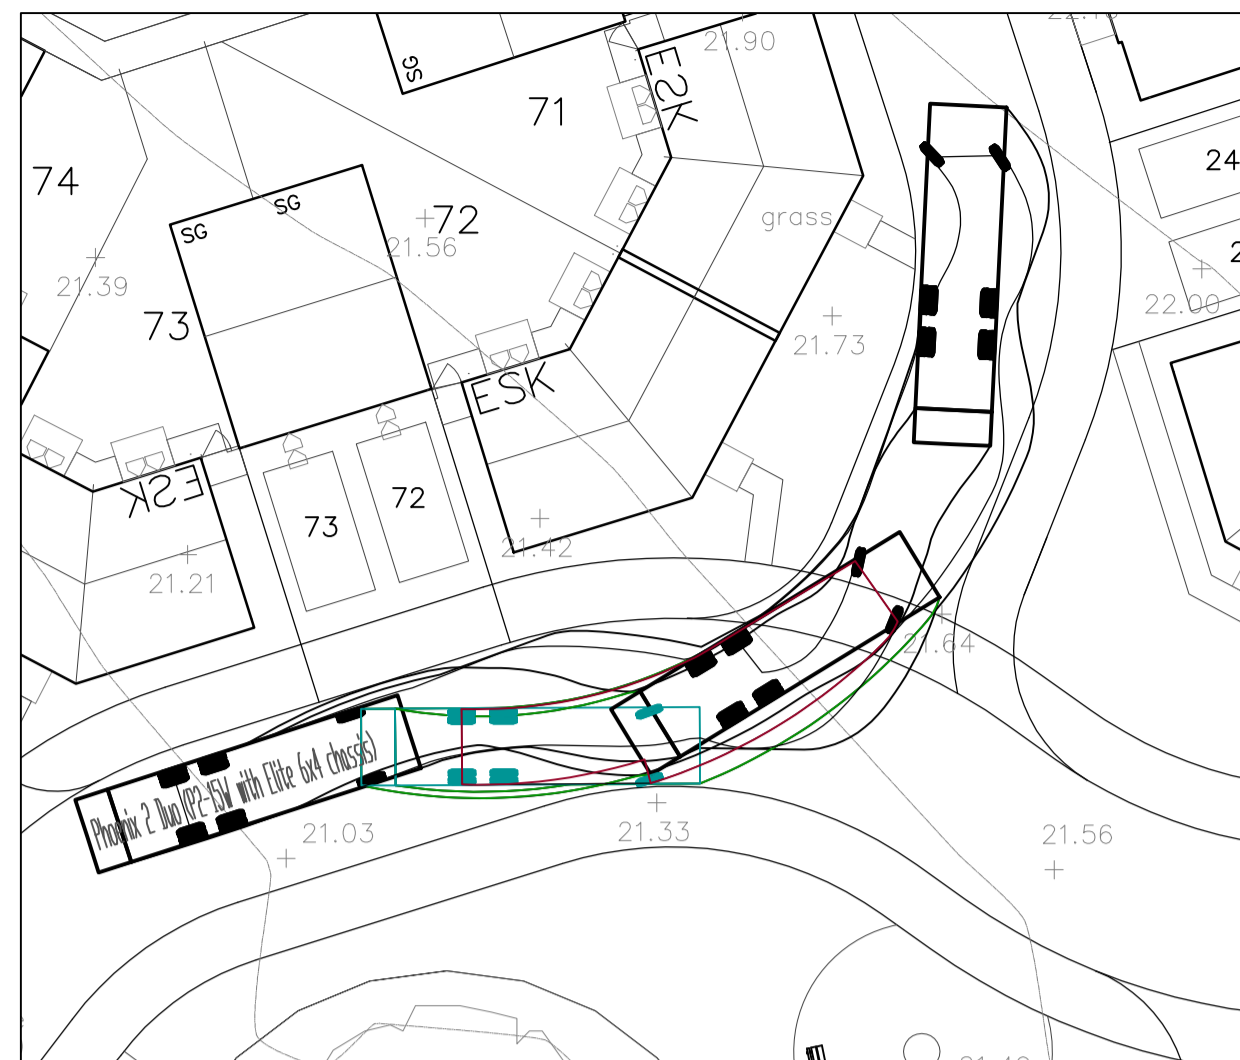 21.90
SG
71
ESK
74
24
SG
SG
72
21.56
grass
21.39
22.00
73
21.73
ESK
ESK
72
73
21.42
21.21
21.64
Phoenix 2 Duo (P2-15W with Elite 6x4 chassis)
21.03
21.33
21.56